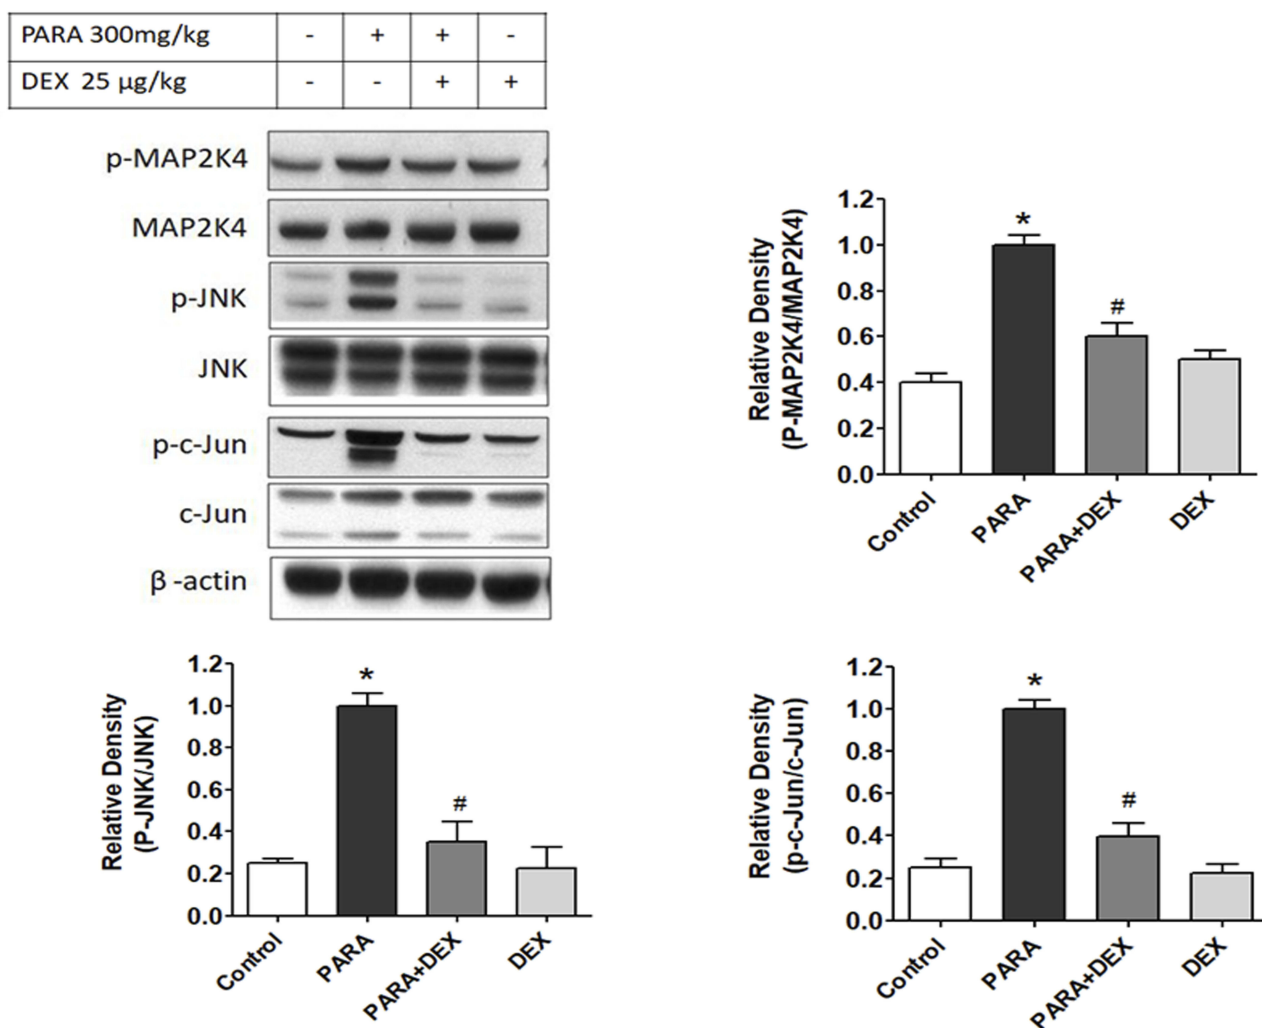 PARA 300mg/kg - + + -
DEX 25 µg/kg - - + +
p-MAP2K4
MAP2K4
p-JNK
JNK
p-c-Jun
c-Jun
β-actin
Relative Density
(P-MAP2K4/MAP2K4)
1.2
1.0
0.8
0.6
0.4
0.2
0.0
*
#
Control
PARA
PARA+DEX
DEX
Relative Density
(P-JNK/JNK)
1.2
1.0
0.8
0.6
0.4
0.2
0.0
*
#
Control
PARA
PARA+DEX
DEX
Relative Density
(p-c-Jun/c-Jun)
1.2
1.0
0.8
0.6
0.4
0.2
0.0
*
#
Control
PARA
PARA+DEX
DEX